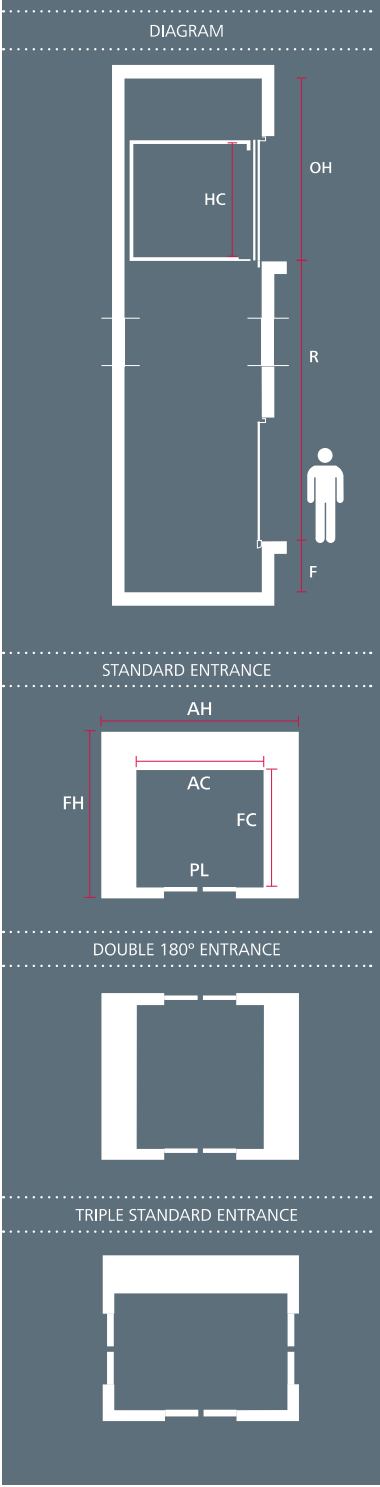 DIAGRAM
OH
HC
R
F
STANDARD ENTRANCE
AH
AC
FH
FC
PL
DOUBLE 180º ENTRANCE
TRIPLE STANDARD ENTRANCE